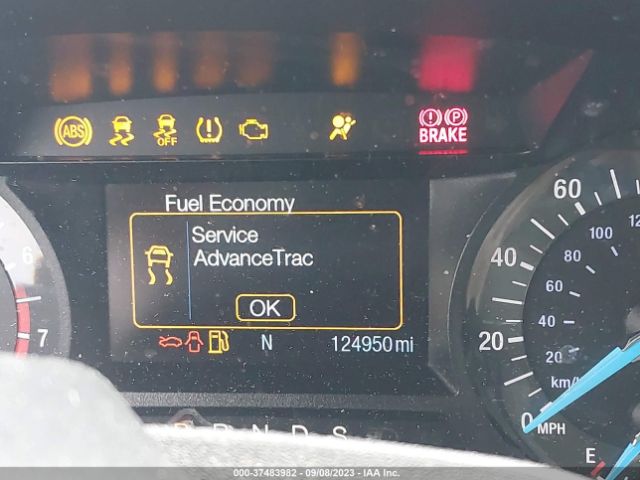 ABS
OFF
BRAKE
Fuel Economy
Service
AdvanceTrac
OK
N
124950 mi
6
7
0
20
40
60
MPH
20
40
60
80
100
km/
E
R N D S
000-37483982 - 09/08/2023 - IAA Inc.